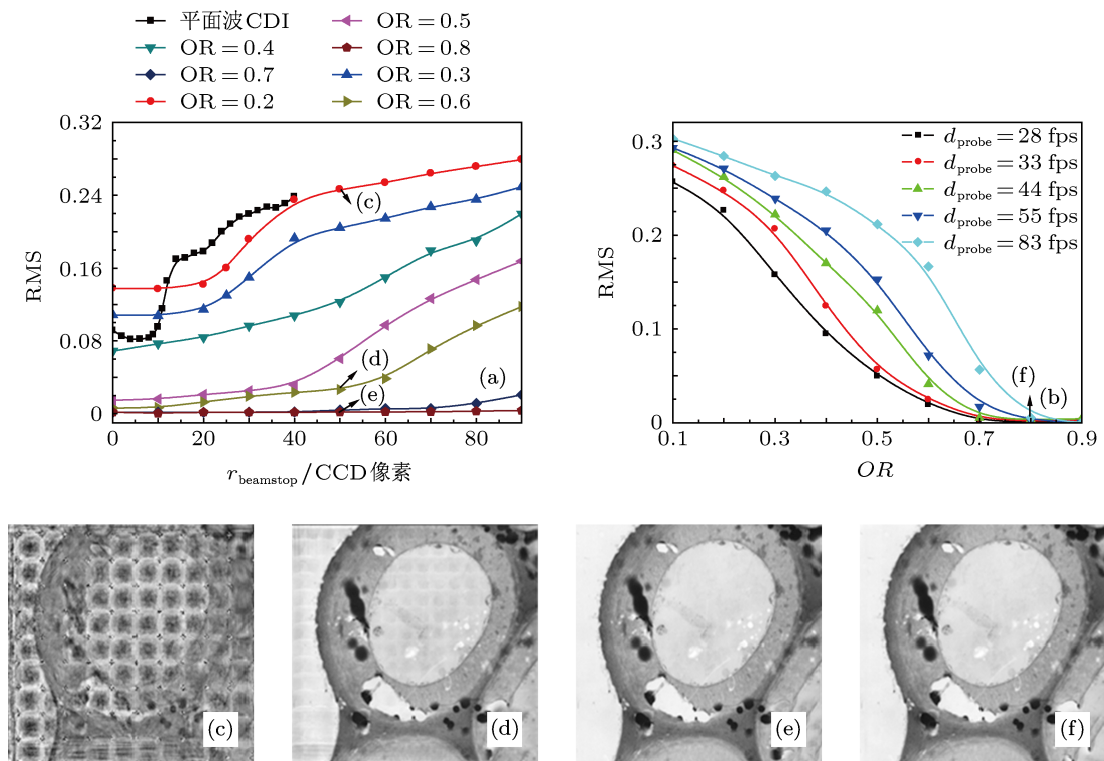 平面波CDI
OR = 0.5
OR = 0.4
OR = 0.8
OR = 0.7
OR = 0.3
OR = 0.2
OR = 0.6
0.32
0.24
0.16
0.08
0
RMS
(c)
(d)
(e)
(a)
0 20 40 60 80
r_beamstop/CCD像素
d_probe = 28 fps
d_probe = 33 fps
d_probe = 44 fps
d_probe = 55 fps
d_probe = 83 fps
0.3
0.2
0.1
0
RMS
(f)
(b)
0.1 0.3 0.5 0.7 0.9
OR
(c)
(d)
(e)
(f)